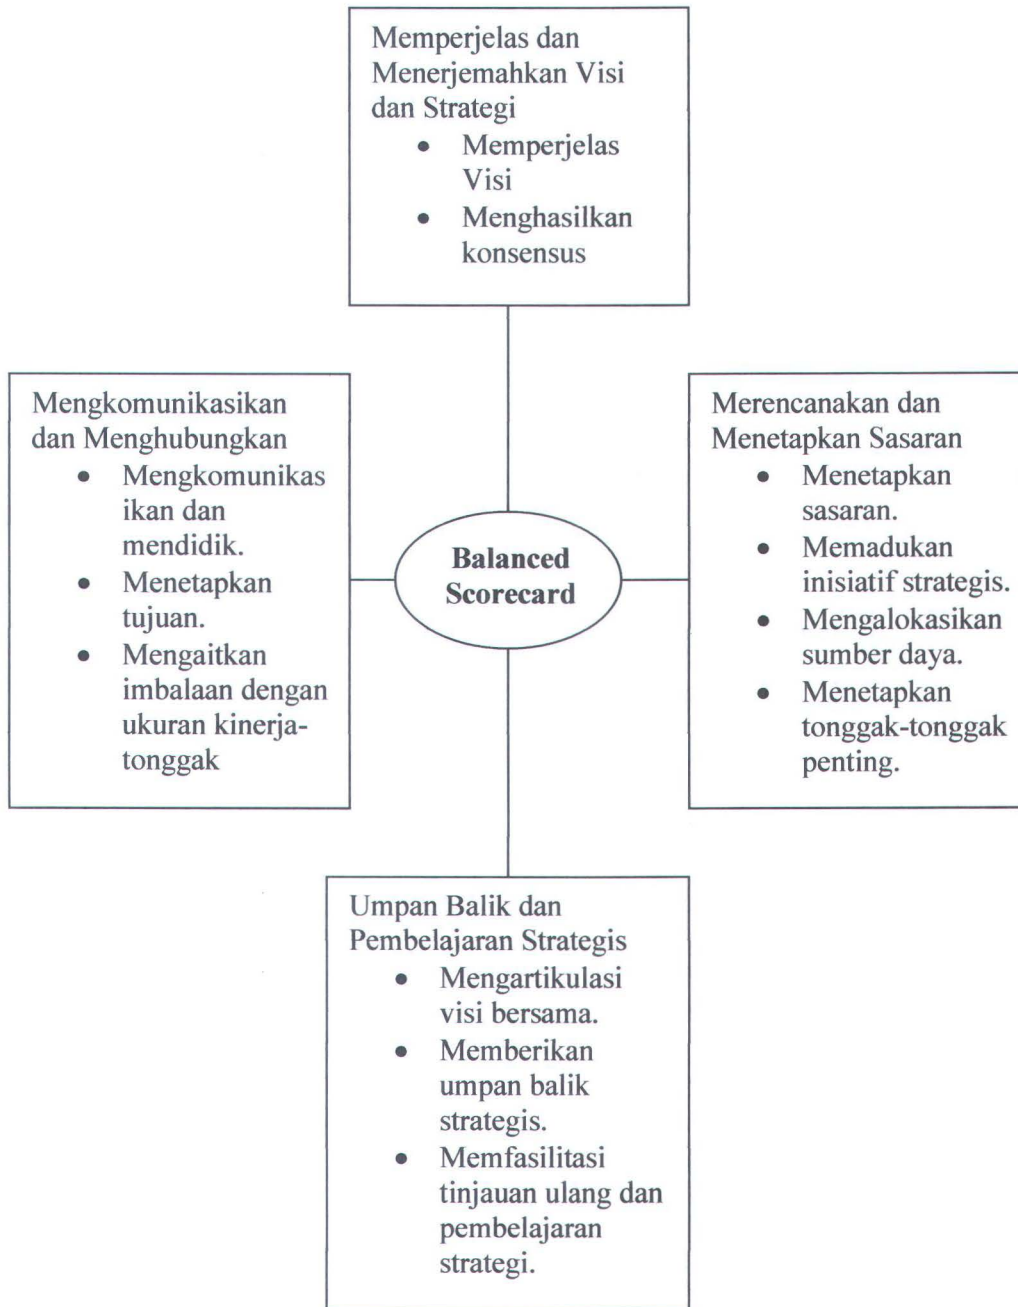 Memperjelas dan
Menerjemahkan Visi
dan Strategi
• Memperjelas
Visi
• Menghasilkan
konsensus
Mengkomunikasikan
dan Menghubungkan
• Mengkomunikas
ikan dan
mendidik.
• Menetapkan
tujuan.
• Mengaitkan
imbalaan dengan
ukuran kinerja-
tonggak
Balanced
Scorecard
Merencanakan dan
Menetapkan Sasaran
• Menetapkan
sasaran.
• Memadukan
inisiatif strategis.
• Mengalokasikan
sumber daya.
• Menetapkan
tonggak-tonggak
penting.
Umpan Balik dan
Pembelajaran Strategis
• Mengartikulasi
visi bersama.
• Memberikan
umpan balik
strategis.
• Memfasilitasi
tinjauan ulang dan
pembelajaran
strategi.